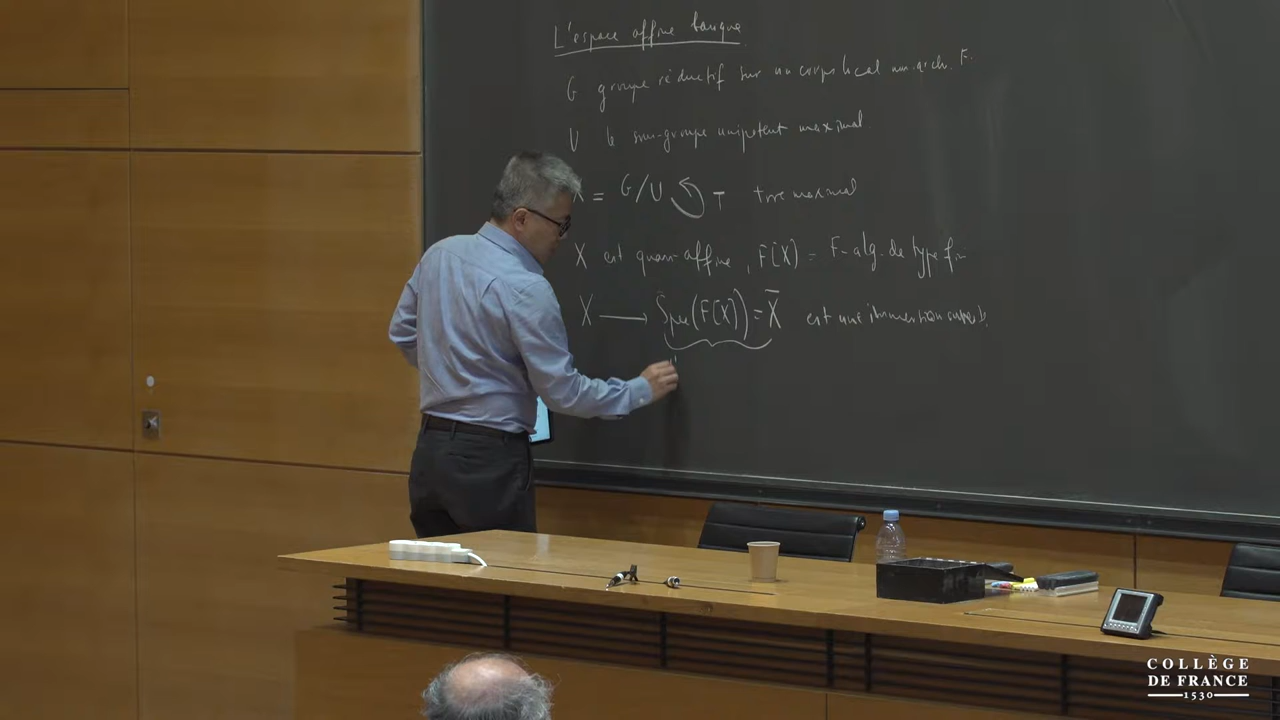 L'espace affine basique
G groupe réductif sur un corps local non arch. F.
U le sous-groupe unipotent maximal.
X = G/U T tore maximal
X est quasi-affine, F[X] = F-alg. de type fin
X → Spec(F[X]) = X̄ est une immersion ouverte
COLLÈGE
DE FRANCE
1530